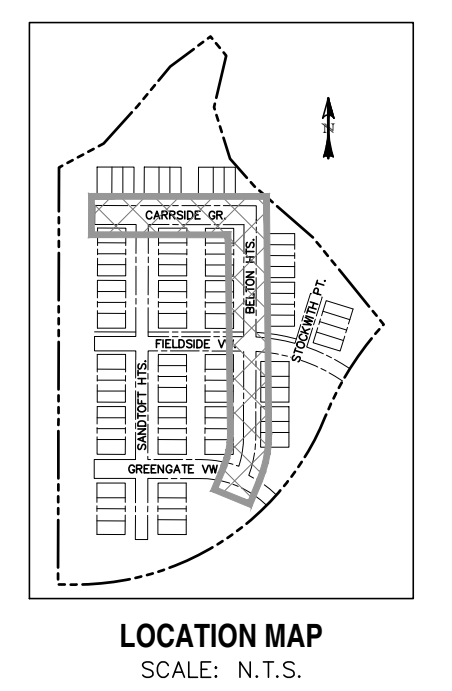 CARRSIDE GR.
BELTON HTS.
STOCKWITH PT.
FIELDSIDE VW.
SANDTOFT HTS.
GREENGATE VW.
LOCATION MAP
SCALE: N.T.S.